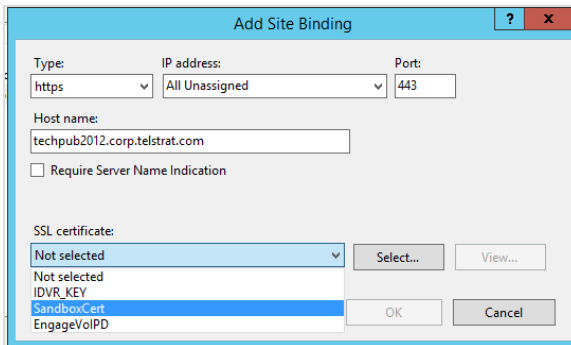 Add Site Binding
? x
Type: IP address: Port:
https All Unassigned 443
Host name:
techpub2012.corp.telstrat.com
Require Server Name Indication
SSL certificate:
Not selected Select... View...
Not selected
IDVR_KEY
SandboxCert
OK Cancel
EngageVoIPD